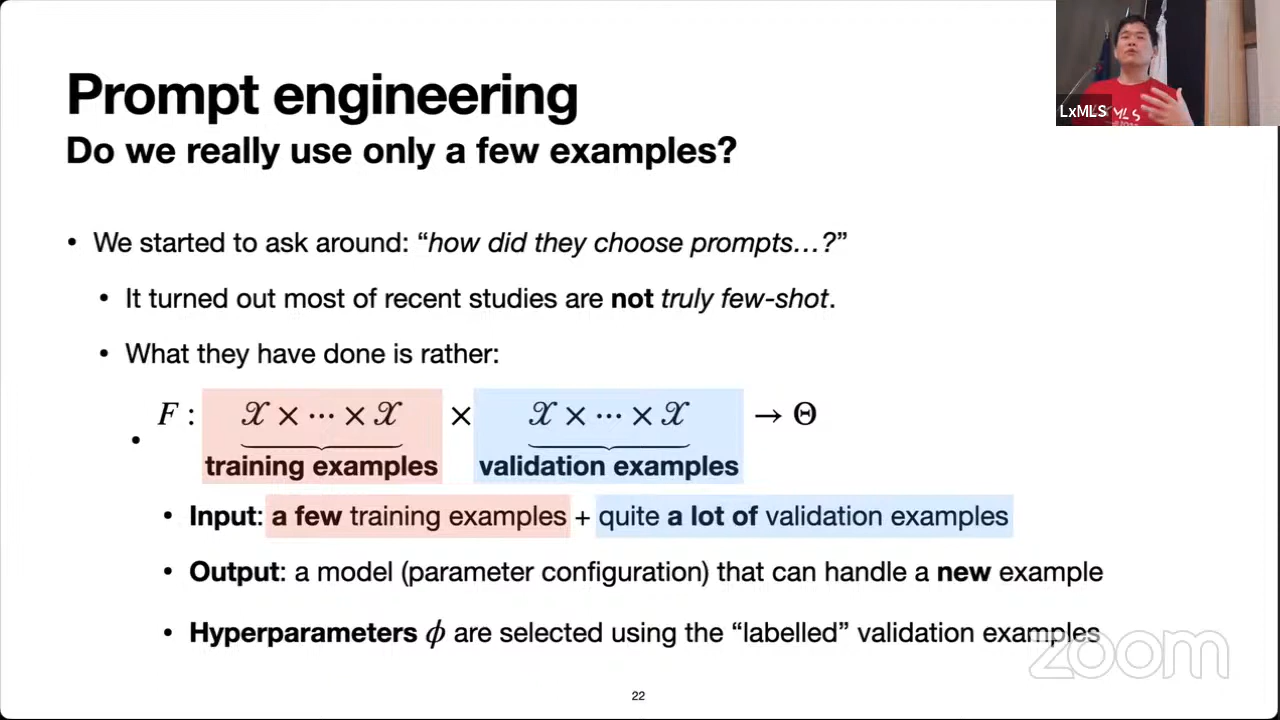 Prompt engineering
Do we really use only a few examples?
LxMLS
• We started to ask around: “how did they choose prompts…?”
• It turned out most of recent studies are not truly few-shot.
• What they have done is rather:
• F : 𝒳 × ⋯ × 𝒳 × 𝒳 × ⋯ × 𝒳 → Θ
training examples validation examples
• Input: a few training examples + quite a lot of validation examples
• Output: a model (parameter configuration) that can handle a new example
• Hyperparameters ϕ are selected using the “labelled” validation examples
zoom
22